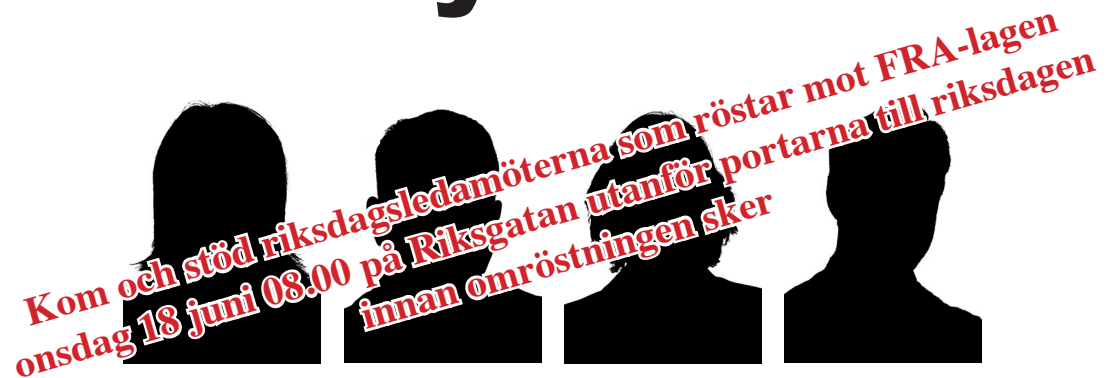 Kom och stöd riksdagsledamöterna som röstar mot FRA-lagen
onsdag 18 juni 08.00 på Riksgatan utanför portarna till riksdagen
innan omröstningen sker